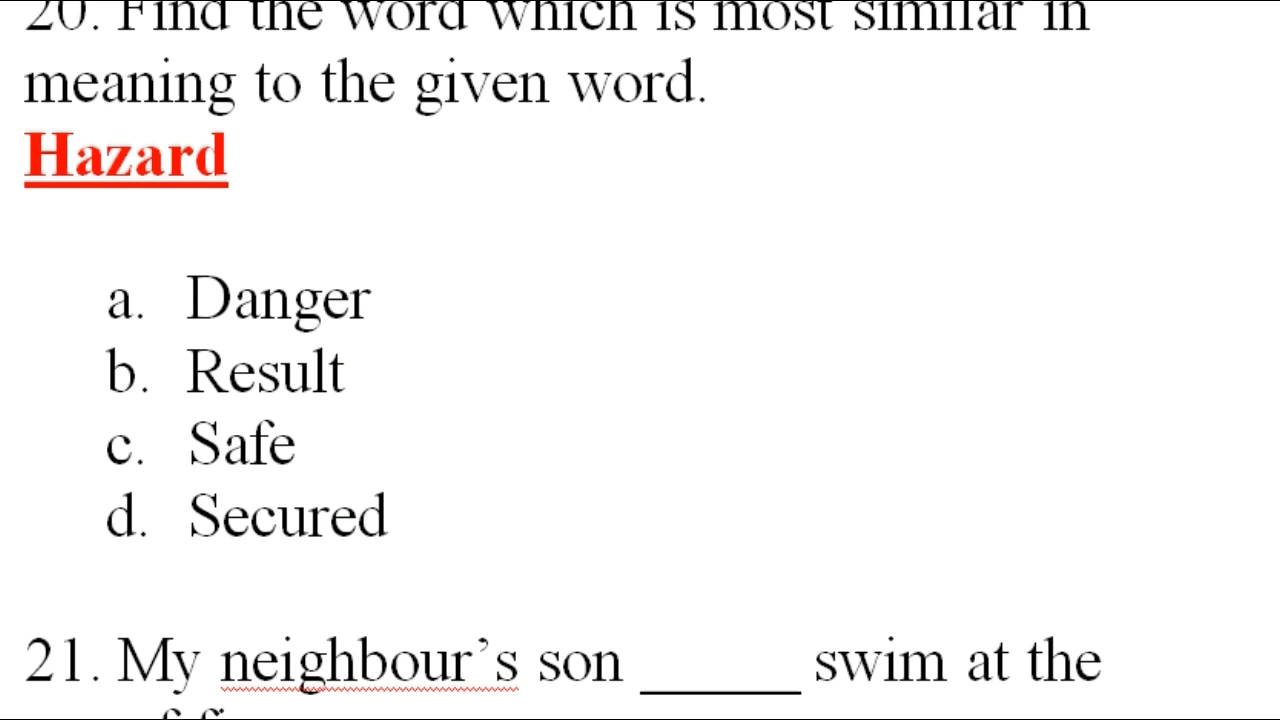 20. Find the word which is most similar in
meaning to the given word.
Hazard
a. Danger
b. Result
c. Safe
d. Secured
21. My neighbour’s son ______ swim at the